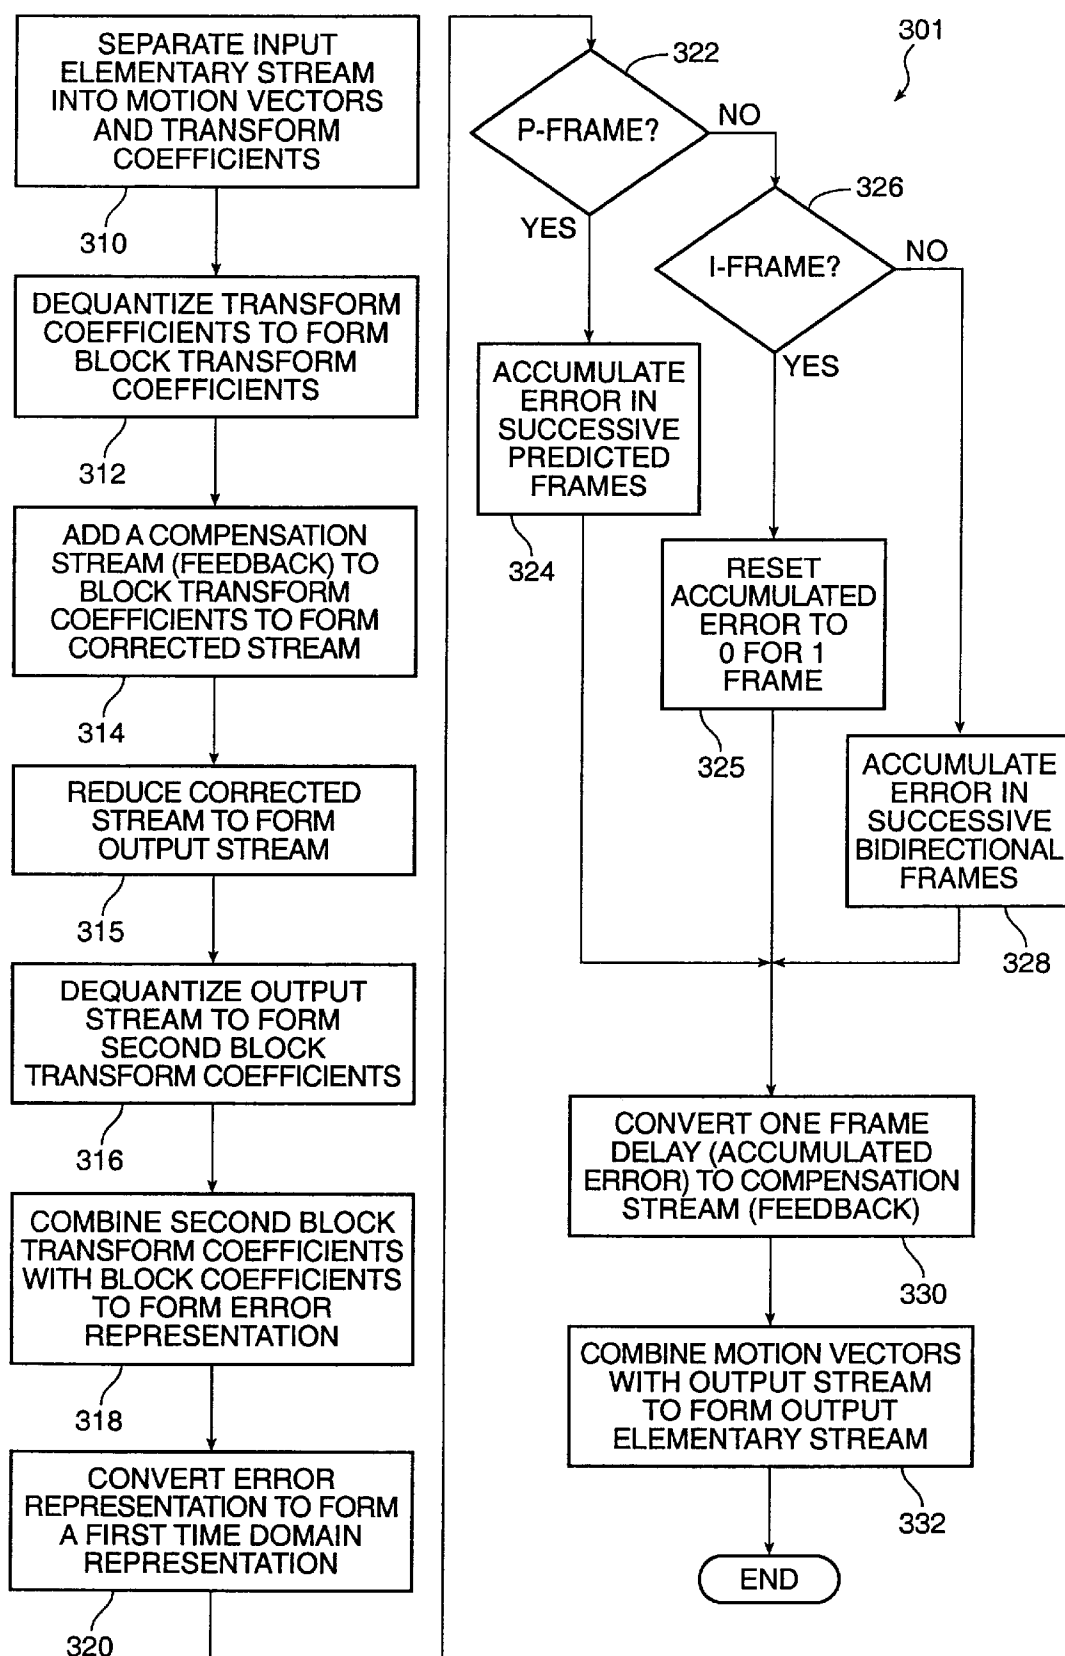 SEPARATE INPUT
ELEMENTARY STREAM
INTO MOTION VECTORS
AND TRANSFORM
COEFFICIENTS
310
DEQUANTIZE TRANSFORM
COEFFICIENTS TO FORM
BLOCK TRANSFORM
COEFFICIENTS
312
ADD A COMPENSATION
STREAM (FEEDBACK) TO
BLOCK TRANSFORM
COEFFICIENTS TO FORM
CORRECTED STREAM
314
REDUCE CORRECTED
STREAM TO FORM
OUTPUT STREAM
315
DEQUANTIZE OUTPUT
STREAM TO FORM
SECOND BLOCK
TRANSFORM COEFFICIENTS
316
COMBINE SECOND BLOCK
TRANSFORM COEFFICIENTS
WITH BLOCK COEFFICIENTS
TO FORM ERROR
REPRESENTATION
318
CONVERT ERROR
REPRESENTATION TO FORM
A FIRST TIME DOMAIN
REPRESENTATION
320
301
322
P-FRAME?
NO
YES
326
I-FRAME?
NO
YES
ACCUMULATE
ERROR IN
SUCCESSIVE
PREDICTED
FRAMES
324
RESET
ACCUMULATED
ERROR TO
0 FOR 1
FRAME
325
ACCUMULATE
ERROR IN
SUCCESSIVE
BIDIRECTIONAL
FRAMES
328
CONVERT ONE FRAME
DELAY (ACCUMULATED
ERROR) TO COMPENSATION
STREAM (FEEDBACK)
330
COMBINE MOTION VECTORS
WITH OUTPUT STREAM
TO FORM OUTPUT
ELEMENTARY STREAM
332
END